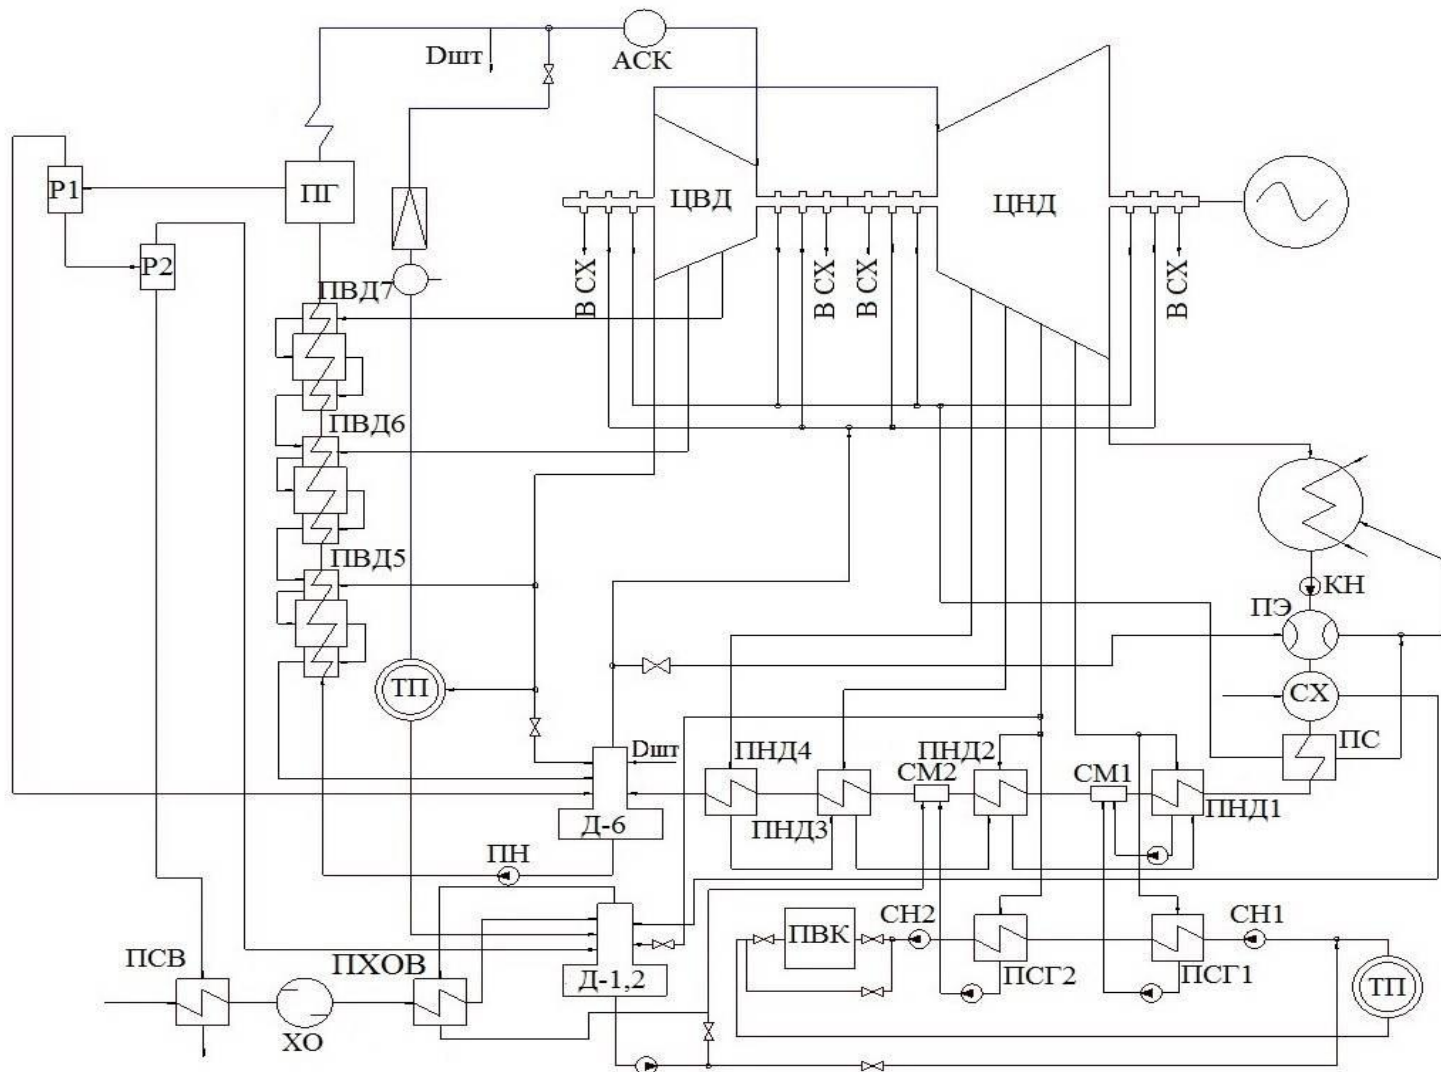 Dшт
АСК
Р1
ПГ
ЦВД
ЦНД
Р2
В СХ
В СХ
В СХ
В СХ
ПВД7
ПВД6
ПВД5
КН
ПЭ
ТП
СХ
Dшт
ПНД4
ПНД2
ПС
СМ2
СМ1
ПНД3
ПНД1
Д-6
ПН
СН2
СН1
ПВК
ПСВ
ПХОВ
Д-1,2
ПСГ2
ПСГ1
ТП
ХО